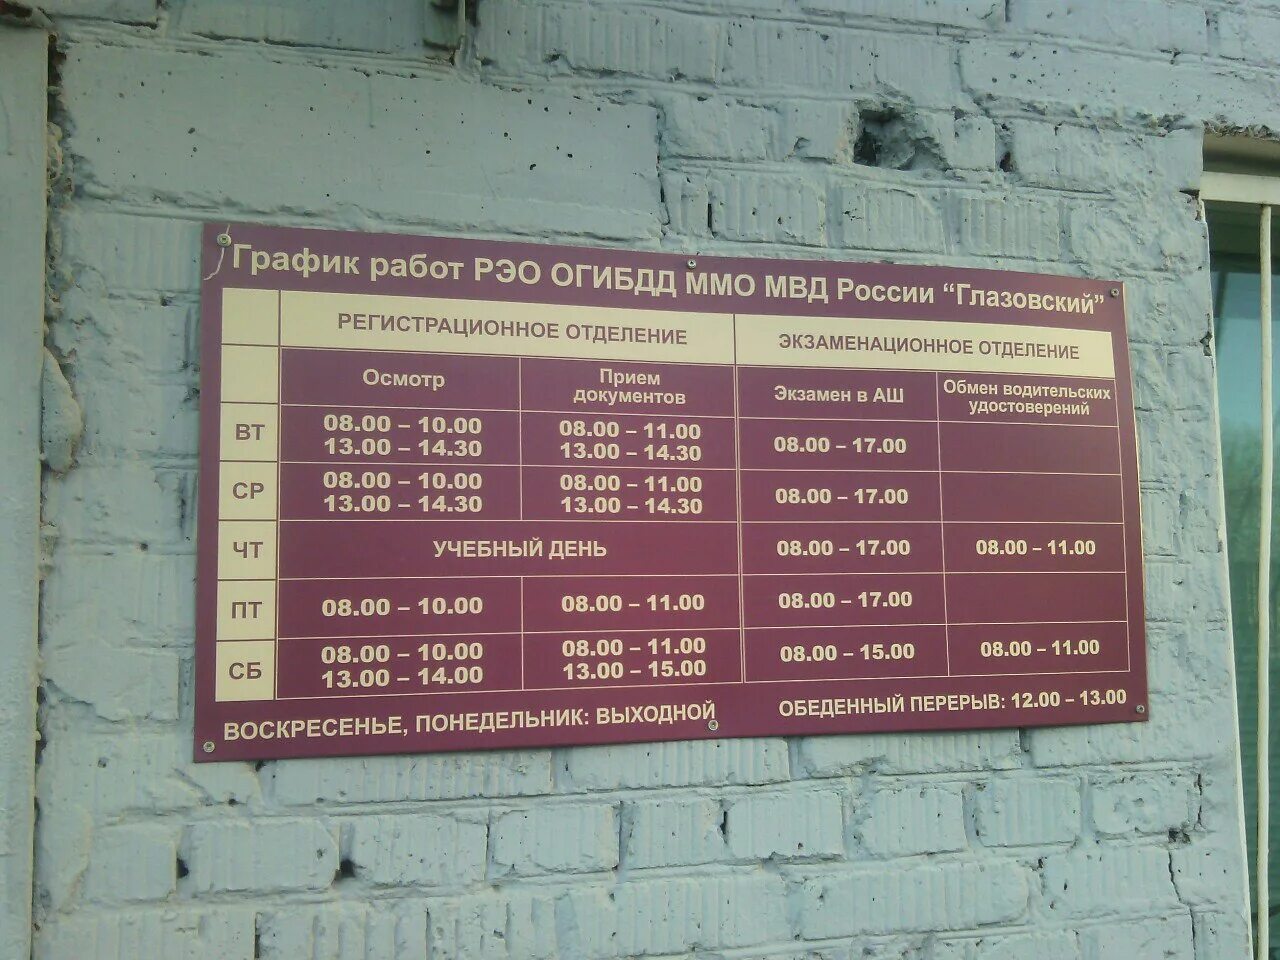 График работ РЭО ОГИБДД ММО МВД России “Глазовский”
РЕГИСТРАЦИОННОЕ ОТДЕЛЕНИЕ
ЭКЗАМЕНАЦИОННОЕ ОТДЕЛЕНИЕ
Осмотр
Прием
документов
Экзамен в АШ
Обмен водительских
удостоверений
ВТ
08.00 – 10.00
13.00 – 14.30
08.00 – 11.00
13.00 – 14.30
08.00 – 17.00
СР
08.00 – 10.00
13.00 – 14.30
08.00 – 11.00
13.00 – 14.30
08.00 – 17.00
ЧТ
УЧЕБНЫЙ ДЕНЬ
08.00 – 17.00
08.00 – 11.00
ПТ
08.00 – 10.00
08.00 – 11.00
08.00 – 17.00
СБ
08.00 – 10.00
13.00 – 14.00
08.00 – 11.00
13.00 – 15.00
08.00 – 15.00
08.00 – 11.00
ВОСКРЕСЕНЬЕ, ПОНЕДЕЛЬНИК: ВЫХОДНОЙ
ОБЕДЕННЫЙ ПЕРЕРЫВ: 12.00 – 13.00